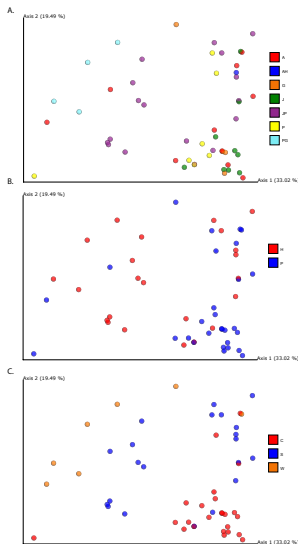 A.
Axis 2 (19.49 %)
A
AH
G
J
JP
P
PG
Axis 1 (33.02 %)
B.
Axis 2 (19.49 %)
H
P
Axis 1 (33.02 %)
C.
Axis 2 (19.49 %)
C
S
W
Axis 1 (33.02 %)